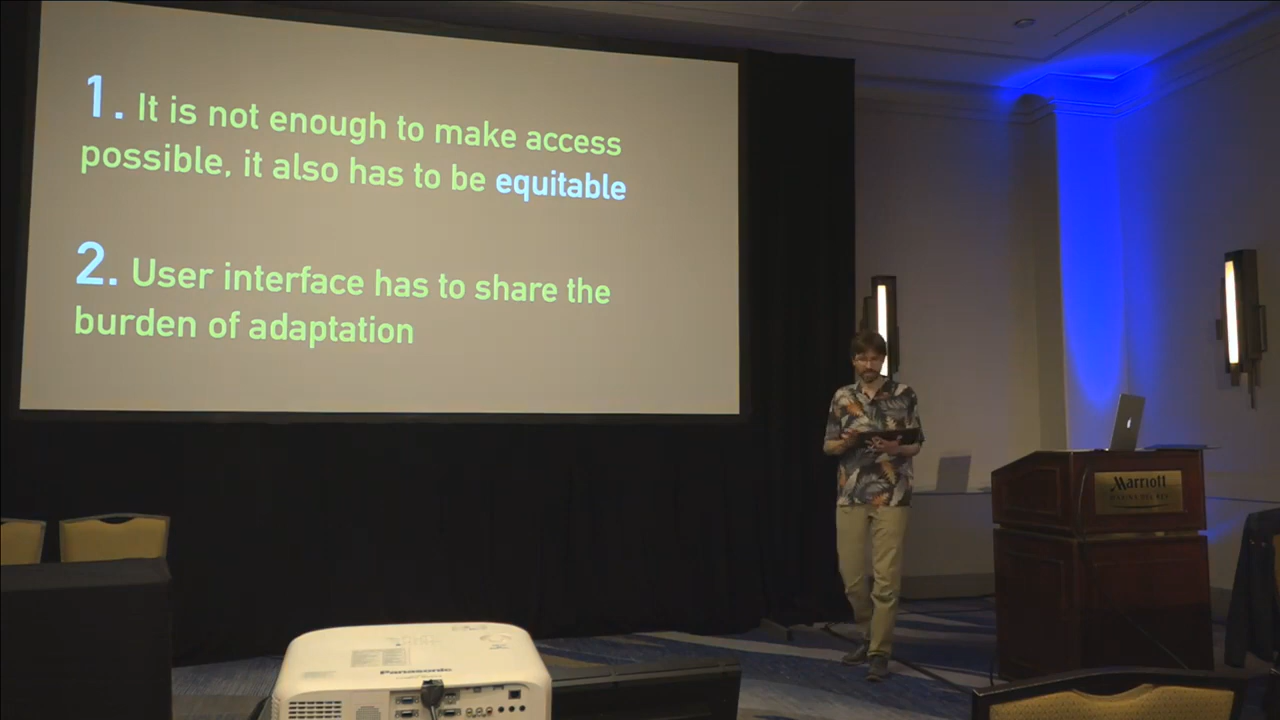 1. It is not enough to make access
possible, it also has to be equitable
2. User interface has to share the
burden of adaptation
Marriott
Panasonic